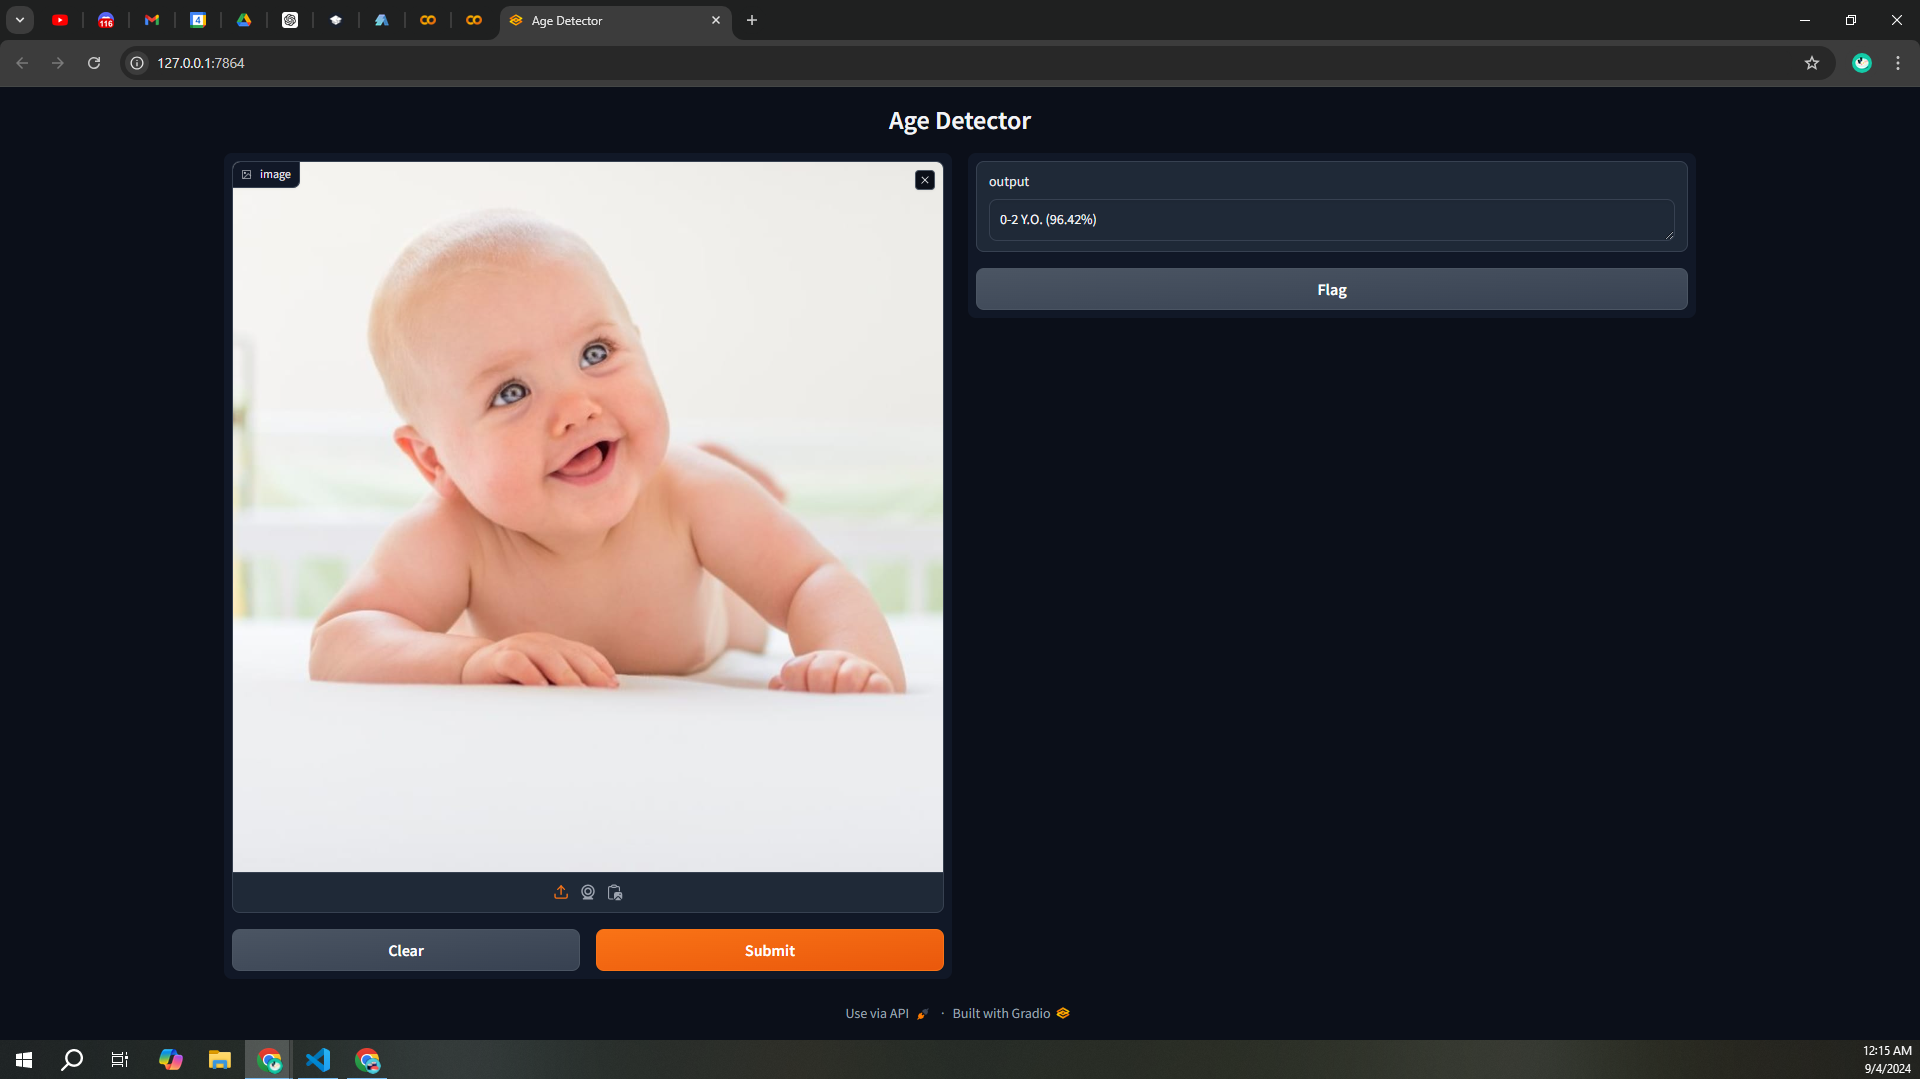 Age Detector
127.0.0.1:7864
Age Detector
image
output
0-2 Y.O. (96.42%)
Flag
Clear
Submit
Use via API · Built with Gradio
12:15 AM
9/4/2024
116
4